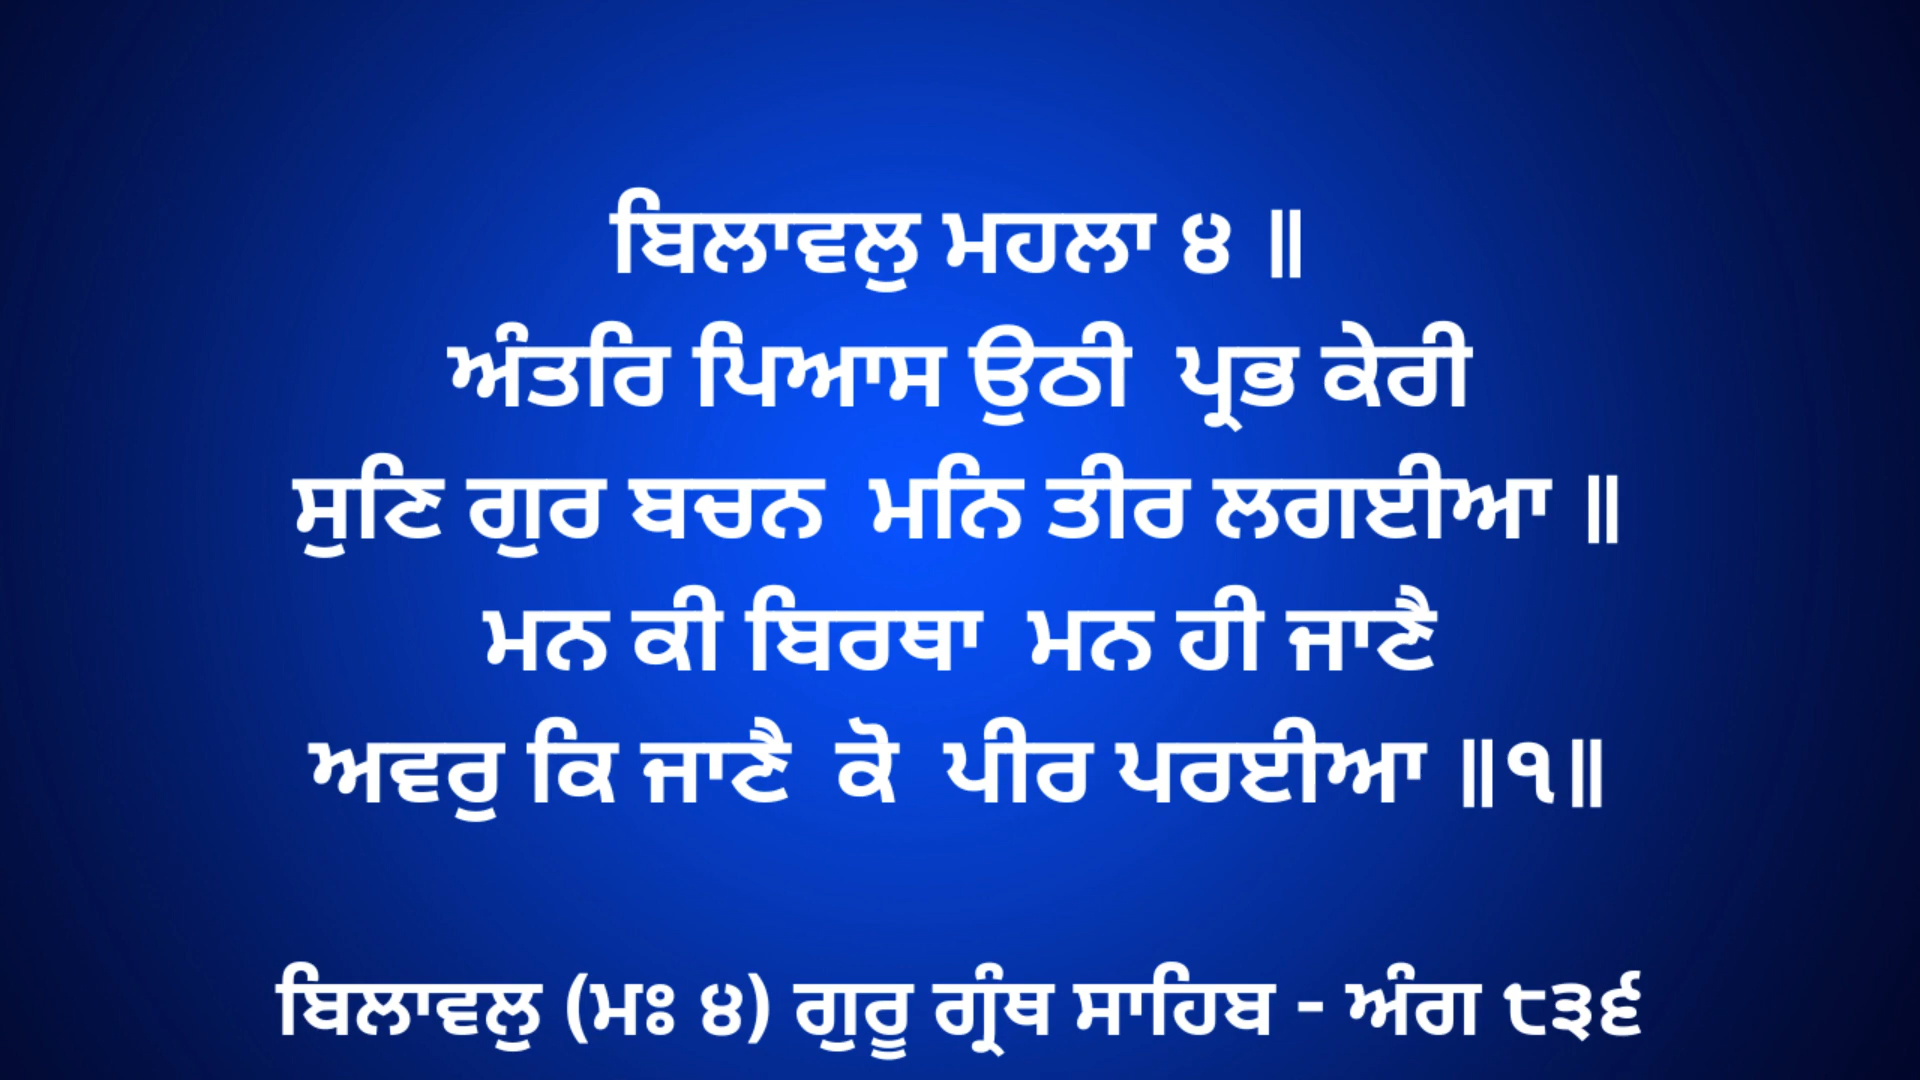 ਬਿਲਾਵਲੁ ਮਹਲਾ ੪ ॥
ਅੰਤਰਿ ਪਿਆਸ ਉਠੀ ਪ੍ਰਭ ਕੇਰੀ
ਸੁਣਿ ਗੁਰ ਬਚਨ ਮਨਿ ਤੀਰ ਲਗਈਆ ॥
ਮਨ ਕੀ ਬਿਰਥਾ ਮਨ ਹੀ ਜਾਣੈ
ਅਵਰੁ ਕਿ ਜਾਣੈ ਕੋ ਪੀਰ ਪਰਈਆ ॥੧॥
ਬਿਲਾਵਲੁ (ਮਃ ੪) ਗੁਰੂ ਗ੍ਰੰਥ ਸਾਹਿਬ - ਅੰਗ ੮੩੬